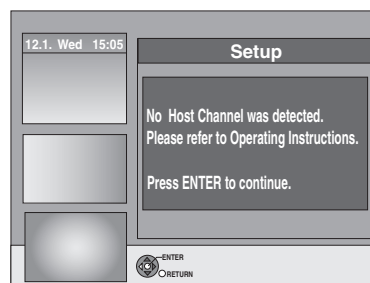 12.1. Wed 15:05
Setup
No Host Channel was detected.
Please refer to Operating Instructions.
Press ENTER to continue.
ENTER
RETURN